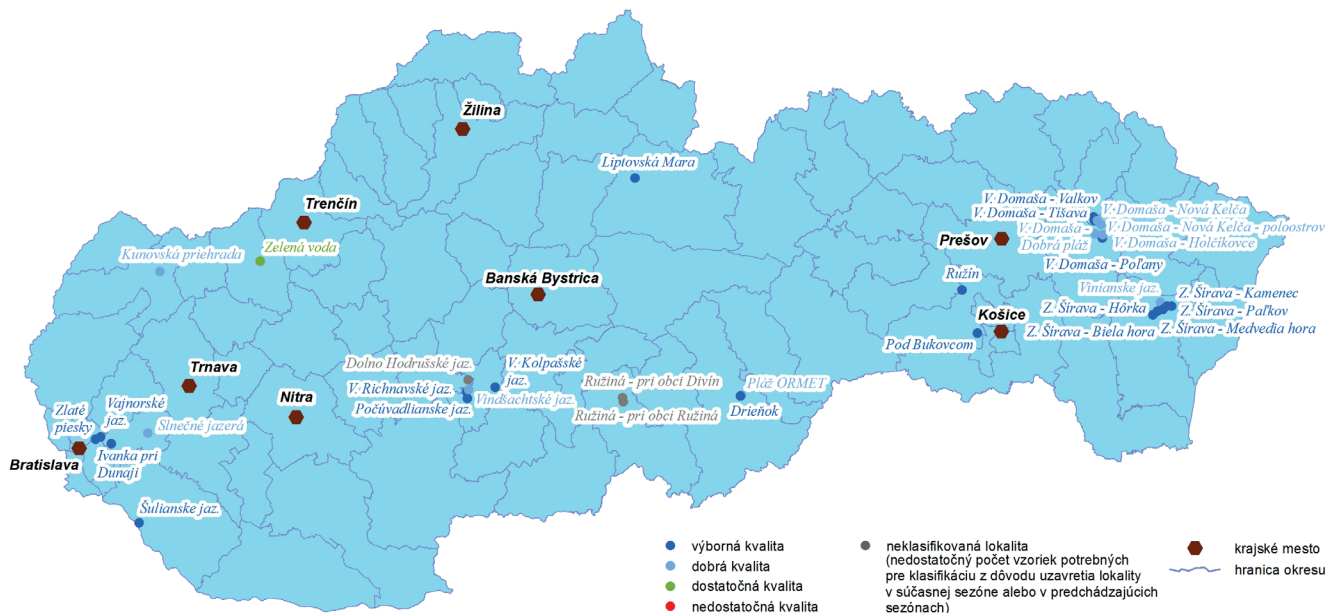 Žilina
Liptovská Mara
Trenčín
Zelená voda
Kunovská priehrada
Banská Bystrica
V. Domaša - Valkov
V. Domaša - Tíšava
V. Domaša -
Dobrá pláž
V. Domaša - Nová Kelča
V. Domaša - Nová Kelča - poloostrov
V. Domaša - Holčíkovce
V. Domaša - Poľany
Prešov
Ružín
Vinianske jaz.
Z. Šírava - Hôrka
Z. Šírava - Kamenec
Z. Šírava - Paľkov
Z. Šírava - Biela hora
Z. Šírava - Medvedia hora
Košice
Pod Bukovcom
Trnava
Nitra
Dolno Hodrušské jaz.
V. Richnavské jaz.
Počúvadlianske jaz.
V. Kolpašské
jaz.
Vindšachtské jaz.
Ružiná - pri obci Divín
Ružiná - pri obci Ružiná
Pláž ORMET
Drieňok
Zlaté
piesky
Vajnorské
jaz.
Slnečné jazerá
Bratislava
Ivanka pri
Dunaji
Šulianske jaz.
výborná kvalita
dobrá kvalita
dostatočná kvalita
nedostatočná kvalita
neklasifikovaná lokalita
(nedostatočný počet vzoriek potrebných
pre klasifikáciu z dôvodu uzavretia lokality
v súčasnej sezóne alebo v predchádzajúcich
sezónach)
krajské mesto
hranica okresu